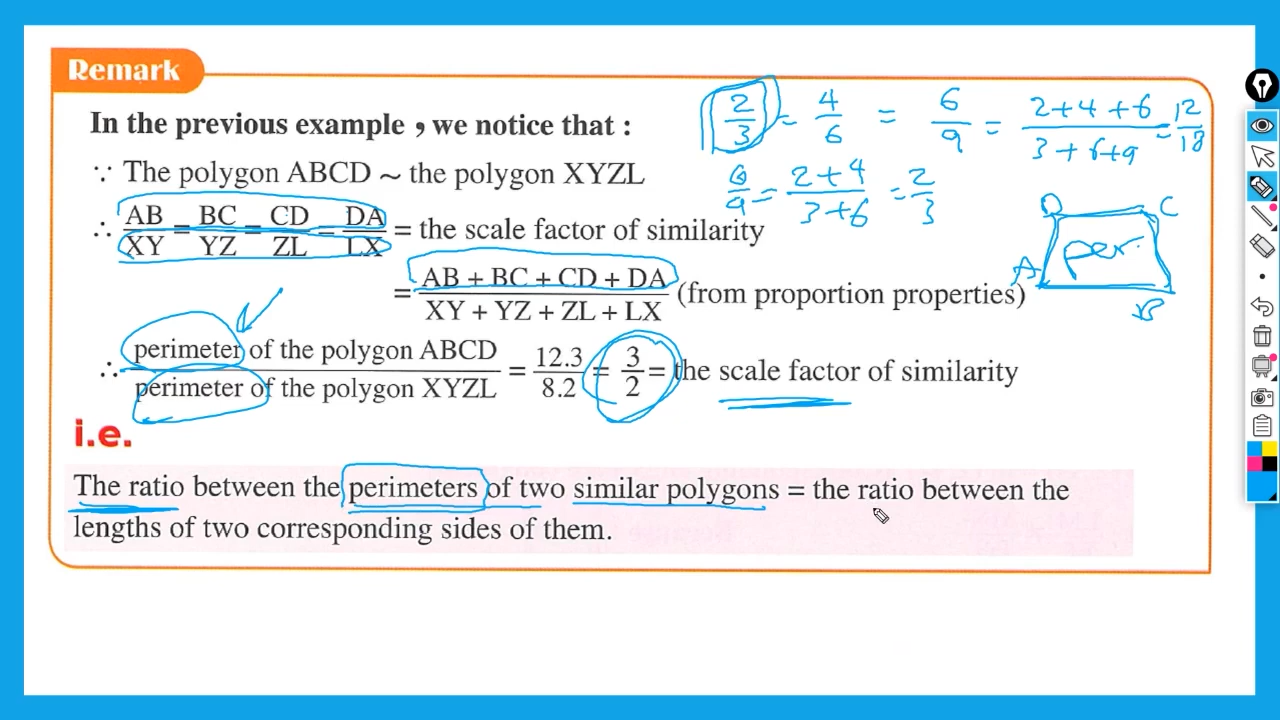 Remark
In the previous example , we notice that :
∵ The polygon ABCD ~ the polygon XYZL
∴ AB/XY = BC/YZ = CD/ZL = DA/LX = the scale factor of similarity
= AB + BC + CD + DA / XY + YZ + ZL + LX (from proportion properties)
∴ perimeter of the polygon ABCD / perimeter of the polygon XYZL = 12.3/8.2 = 3/2 = the scale factor of similarity
i.e.
The ratio between the perimeters of two similar polygons = the ratio between the
lengths of two corresponding sides of them.
2/3 = 4/6 = 6/9 = 2+4+6 / 3+6+9 = 12/18
6/9 = 2+4 / 3+6 = 2/3
D C
per.
A
B